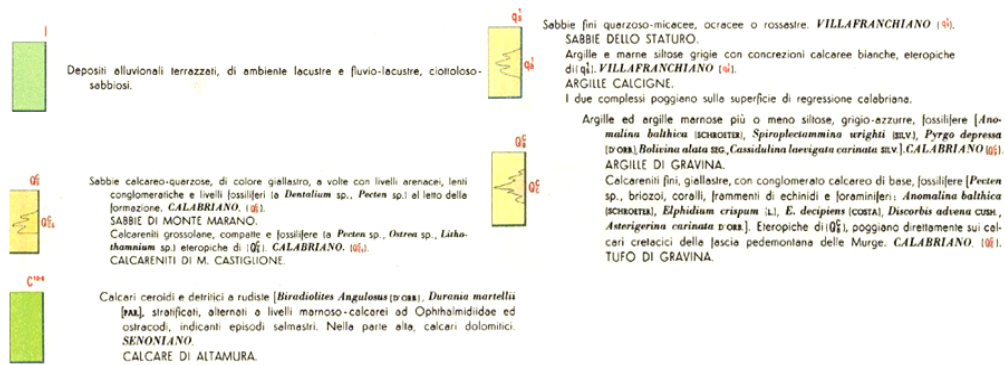 l
Depositi alluvionali terrazzati, di ambiente lacustre e fluvio-lacustre, ciottoloso-
sabbiosi.
Sabbie calcareo-quarzose, di colore giallastro, a volte con livelli arenacei, lenti
conglomeratiche e livelli fossiliferi (a Dentalium sp., Pecten sp.) al letto della
formazione. CALABRIANO.
SABBIE DI MONTE MARANO.
Calcareniti grossolane, compatte e fossilifere (a Pecten sp., Ostrea sp., Litho-
thamnium sp.) eteropiche di CALABRIANO.
CALCARENITI DI M. CASTIGLIONE.
Calcari ceroidi e detritici a rudiste [Biradiolites Angulosus (D'ORB.), Durania martellii
(PAR.)], stratificati, alternati a livelli marnoso-calcarei ad Ophthalmidiidae ed
ostracodi, indicanti episodi salmastri. Nella parte alta, calcari dolomitici.
SENONIANO.
CALCARE DI ALTAMURA.
Sabbie fini quarzoso-micacee, ocracee o rossastre. VILLAFRANCHIANO
SABBIE DELLO STATURO.
Argille e marne siltose grigie con concrezioni calcaree bianche, eteropiche
di VILLAFRANCHIANO
ARGILLE CALCIGNE.
I due complessi poggiano sulla superficie di regressione calabriana.
Argille ed argille marnose più o meno siltose, grigio-azzurre, fossilifere [Ano-
malina balthica (SCHROETER), Spiroplectammina wrighti (SILV.), Pyrgo depressa
(D'ORB.), Bolivina alata SEG., Cassidulina laevigata carinata SILV.]. CALABRIANO
ARGILLE DI GRAVINA.
Calcareniti fini, giallastre, con conglomerato calcareo di base, fossilifere [Pecten
sp., briozoi, coralli, frammenti di echinidi e foraminiferi: Anomalina balthica
(SCHROETER), Elphidium crispum (L.), E. decipiens (COSTA), Discorbis advena CUSH.,
Asterigerina carinata D'ORB.]. Eteropiche di poggiano direttamente sui cal-
cari cretacici della fascia pedemontana delle Murge. CALABRIANO.
TUFO DI GRAVINA.